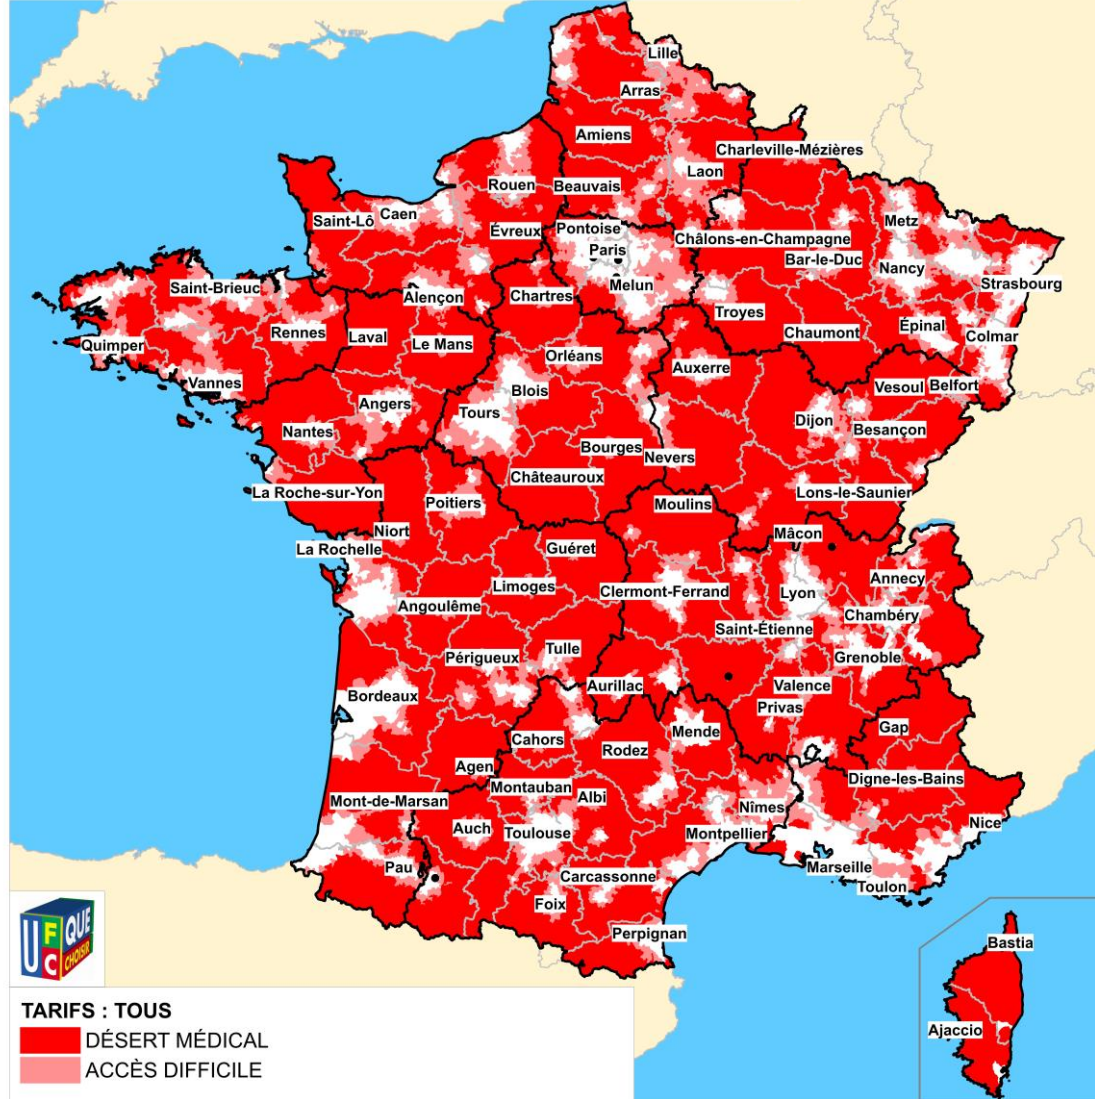 Lille
Arras
Amiens
Charleville-Mézières
Laon
Rouen
Beauvais
Metz
Caen
Saint-Lô
Évreux
Pontoise
Châlons-en-Champagne
Paris
Bar-le-Duc
Nancy
Strasbourg
Melun
Saint-Brieuc
Alençon
Chartres
Troyes
Rennes
Laval
Le Mans
Chaumont
Épinal
Colmar
Quimper
Orléans
Auxerre
Vannes
Blois
Vesoul
Belfort
Angers
Tours
Dijon
Besançon
Nantes
Bourges
Nevers
Châteauroux
La Roche-sur-Yon
Poitiers
Moulins
Lons-le-Saunier
Niort
Mâcon
La Rochelle
Guéret
Annecy
Limoges
Clermont-Ferrand
Lyon
Angoulême
Chambéry
Saint-Étienne
Tulle
Périgueux
Grenoble
Bordeaux
Aurillac
Valence
Privas
Gap
Cahors
Rodez
Mende
Agen
Digne-les-Bains
Montauban
Albi
Mont-de-Marsan
Nîmes
Auch
Toulouse
Montpellier
Nice
Pau
Carcassonne
Marseille
Toulon
Foix
Perpignan
Bastia
Ajaccio
UFC
QUE
CHOISIR
TARIFS : TOUS
DÉSERT MÉDICAL
ACCÈS DIFFICILE